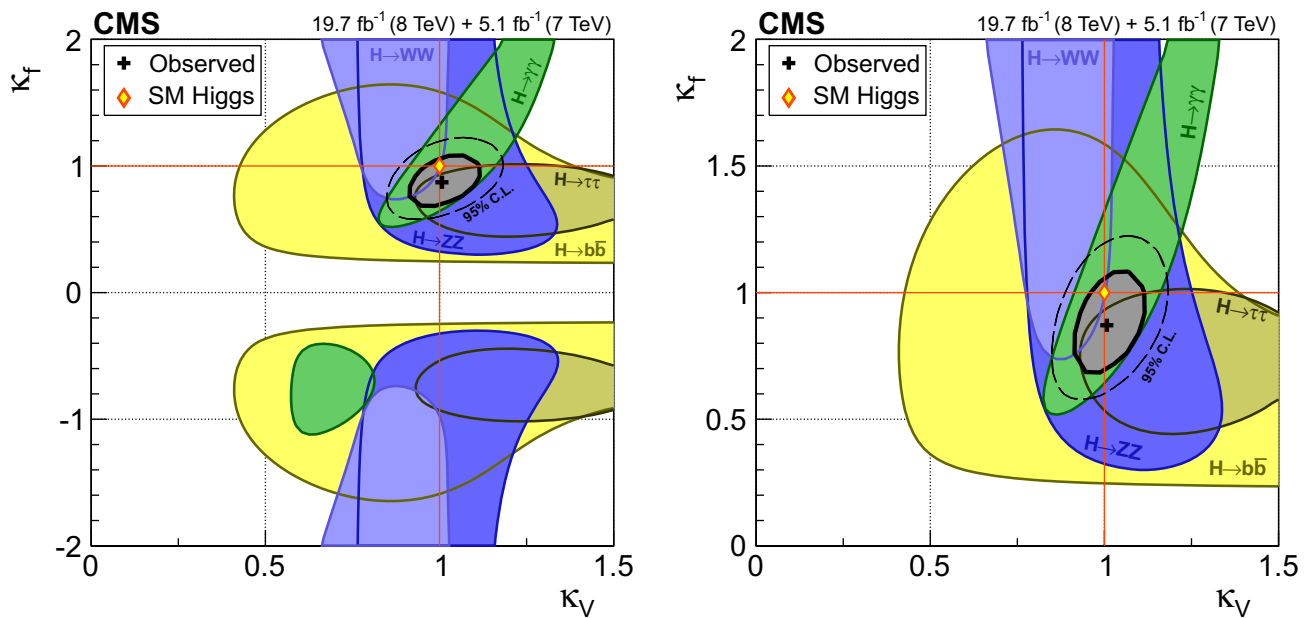 CMS
19.7 fb⁻¹ (8 TeV) + 5.1 fb⁻¹ (7 TeV)
κf
2
1
0
-1
-2
Observed
SM Higgs
H→WW
H→γγ
H→ττ
95% C.L.
H→ZZ
H→bb̅
0
0.5
1
1.5
κV
CMS
19.7 fb⁻¹ (8 TeV) + 5.1 fb⁻¹ (7 TeV)
κf
2
1.5
1
0.5
0
Observed
SM Higgs
H→WW
H→γγ
H→ττ
95% C.L.
H→ZZ
H→bb̅
0
0.5
1
1.5
κV